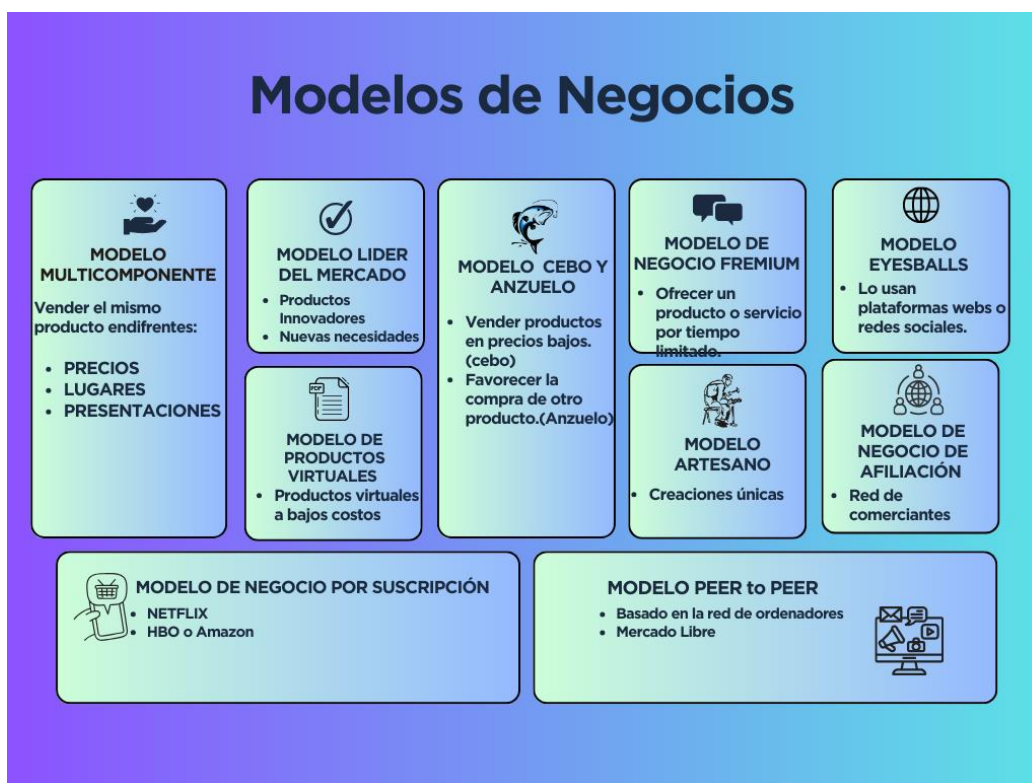 Modelos de Negocios
MODELO
MULTICOMPONENTE
Vender el mismo
producto endifrentes:
• PRECIOS
• LUGARES
• PRESENTACIONES
MODELO LIDER
DEL MERCADO
• Productos
Innovadores
• Nuevas necesidades
PDF
MODELO DE
PRODUCTOS
VIRTUALES
• Productos virtuales
a bajos costos
MODELO CEBO Y
ANZUELO
• Vender productos
en precios bajos.
(cebo)
• Favorecer la
compra de otro
producto.(Anzuelo)
MODELO DE
NEGOCIO FREMIUM
• Ofrecer un
producto o servicio
por tiempo
limitado.
MODELO
ARTESANO
• Creaciones únicas
MODELO
EYESBALLS
• Lo usan
plataformas webs o
redes sociales.
MODELO DE
NEGOCIO DE
AFILIACIÓN
• Red de
comerciantes
MODELO DE NEGOCIO POR SUSCRIPCIÓN
• NETFLIX
• HBO o Amazon
MODELO PEER to PEER
• Basado en la red de ordenadores
• Mercado Libre